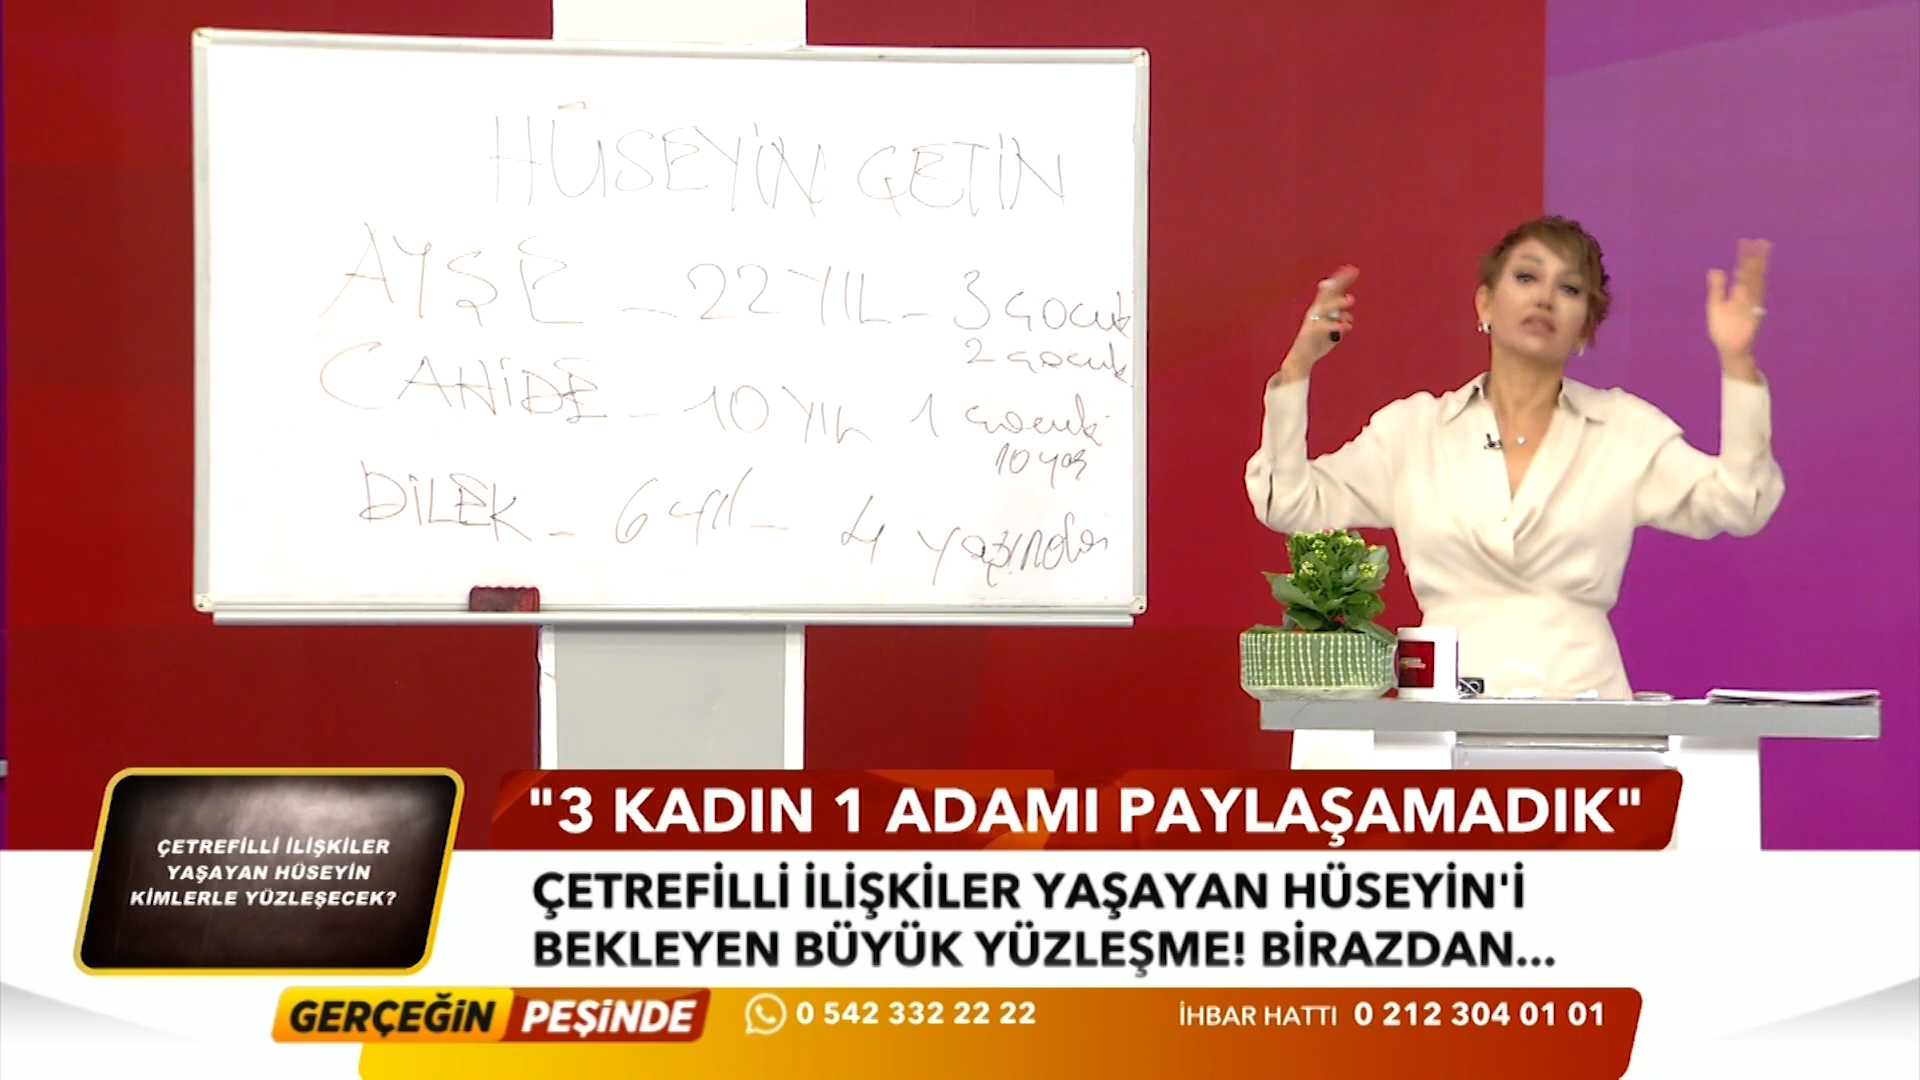 HÜSEYİN ÇETİN
AYŞE - 22 YIL - 3 çocuk
2 çocuk
CAHİDE - 10 YIL 1 çocuk
10 yaş
DİLEK - 6 yıl - 4 yaşında
"3 KADIN 1 ADAMI PAYLAŞAMADIK"
ÇETREFİLLİ İLİŞKİLER
YAŞAYAN HÜSEYİN
KİMLERLE YÜZLEŞECEK?
ÇETREFİLLİ İLİŞKİLER YAŞAYAN HÜSEYİN'İ
BEKLEYEN BÜYÜK YÜZLEŞME! BİRAZDAN...
GERÇEĞİN PEŞİNDE 0 542 332 22 22 İHBAR HATTI 0 212 304 01 01